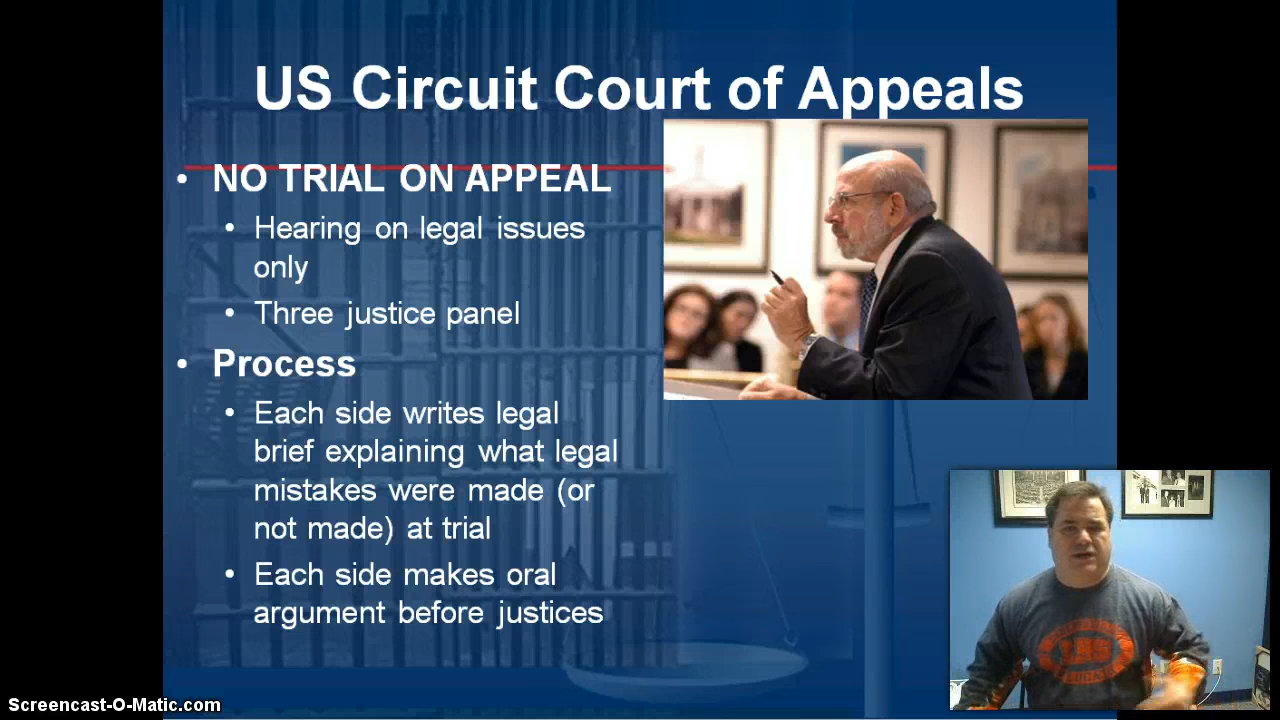 US Circuit Court of Appeals
• NO TRIAL ON APPEAL
• Hearing on legal issues
only
• Three justice panel
• Process
• Each side writes legal
brief explaining what legal
mistakes were made (or
not made) at trial
• Each side makes oral
argument before justices
Screencast-O-Matic.com